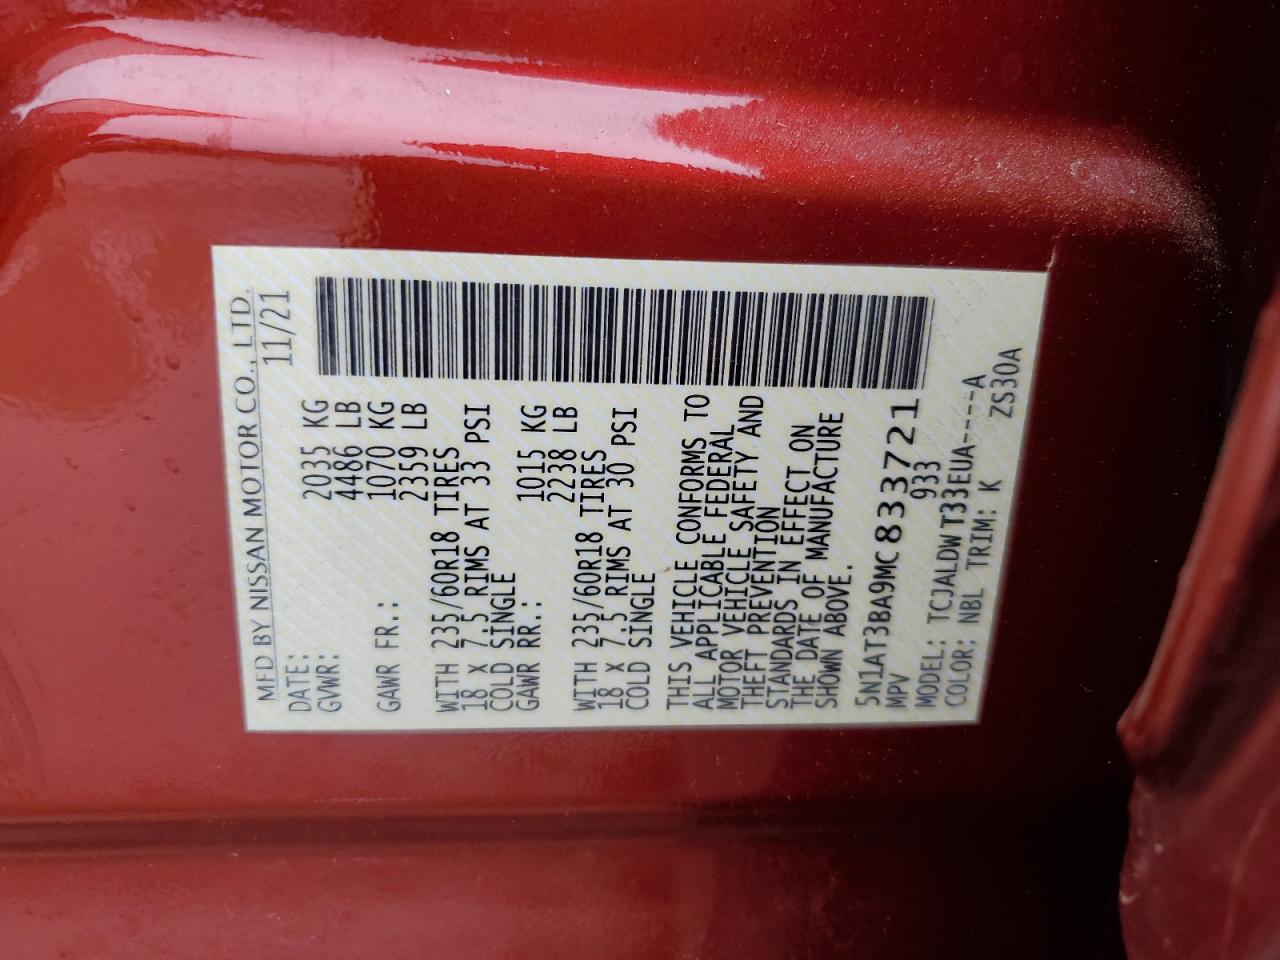 MFD BY NISSAN MOTOR CO., LTD.
DATE: 11/21
GVWR: 2035 KG
4486 LB
GAWR FR.: 1070 KG
2359 LB
WITH 235/60R18 TIRES
18 X 7.5 RIMS AT 33 PSI
COLD SINGLE
GAWR RR.: 1015 KG
2238 LB
WITH 235/60R18 TIRES
18 X 7.5 RIMS AT 30 PSI
COLD SINGLE
THIS VEHICLE CONFORMS TO
ALL APPLICABLE FEDERAL
MOTOR VEHICLE SAFETY AND
THEFT PREVENTION
STANDARDS IN EFFECT ON
THE DATE OF MANUFACTURE
SHOWN ABOVE.
5N1AT3BA9MC833721
MPV 933
MODEL: TCJALDWT33EUA----A
COLOR: NBL TRIM: K ZS30A